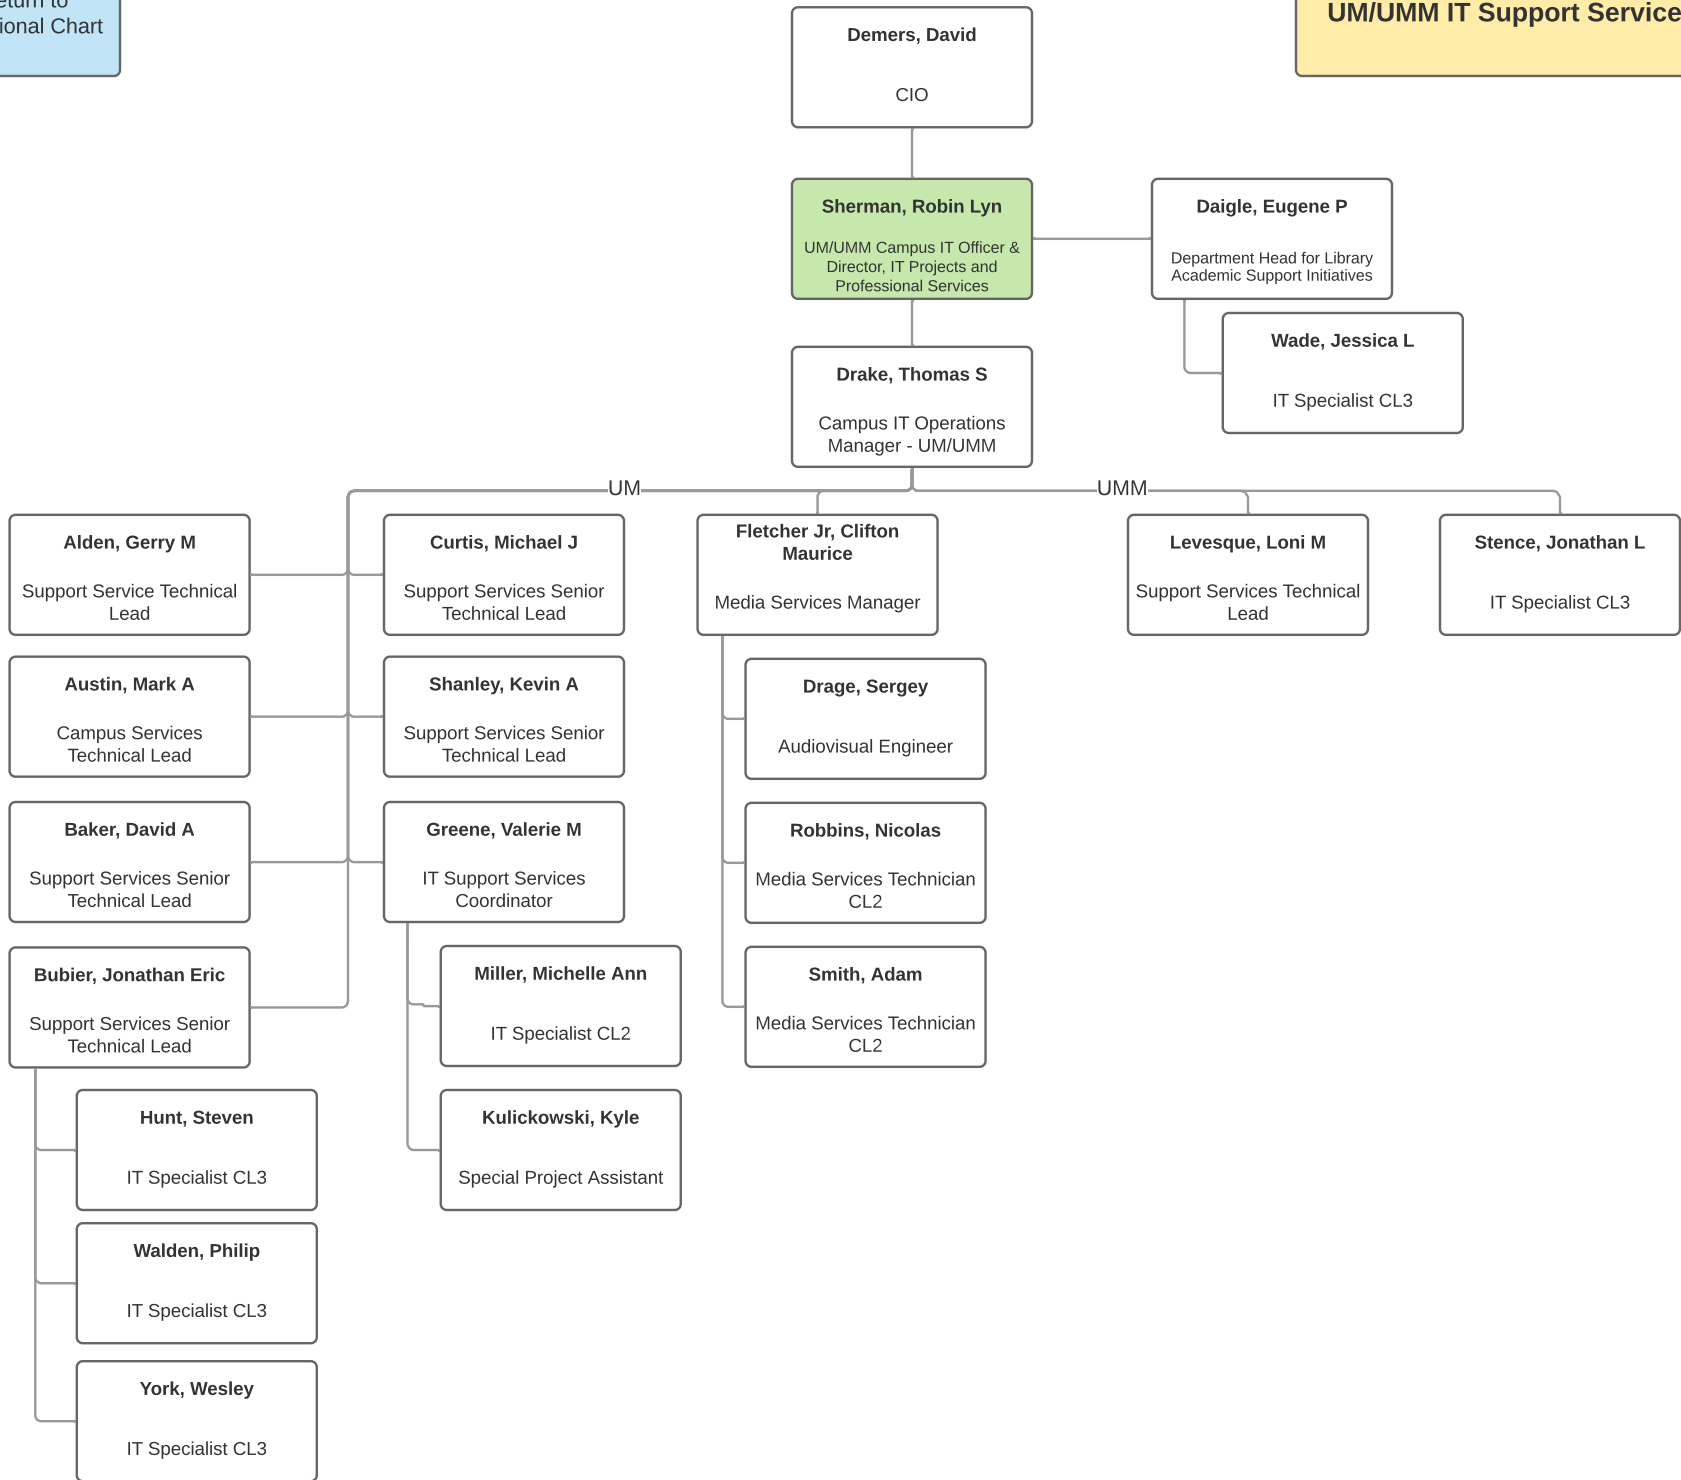 ional Chart
UM/UMM IT Support Service
Demers, David
CIO
Sherman, Robin Lyn
UM/UMM Campus IT Officer &
Director, IT Projects and
Professional Services
Daigle, Eugene P
Department Head for Library
Academic Support Initiatives
Wade, Jessica L
IT Specialist CL3
Drake, Thomas S
Campus IT Operations
Manager - UM/UMM
UM
UMM
Alden, Gerry M
Support Service Technical
Lead
Curtis, Michael J
Support Services Senior
Technical Lead
Fletcher Jr, Clifton
Maurice
Media Services Manager
Levesque, Loni M
Support Services Technical
Lead
Stence, Jonathan L
IT Specialist CL3
Austin, Mark A
Campus Services
Technical Lead
Shanley, Kevin A
Support Services Senior
Technical Lead
Drage, Sergey
Audiovisual Engineer
Baker, David A
Support Services Senior
Technical Lead
Greene, Valerie M
IT Support Services
Coordinator
Robbins, Nicolas
Media Services Technician
CL2
Bubier, Jonathan Eric
Support Services Senior
Technical Lead
Miller, Michelle Ann
IT Specialist CL2
Smith, Adam
Media Services Technician
CL2
Hunt, Steven
IT Specialist CL3
Kulickowski, Kyle
Special Project Assistant
Walden, Philip
IT Specialist CL3
York, Wesley
IT Specialist CL3